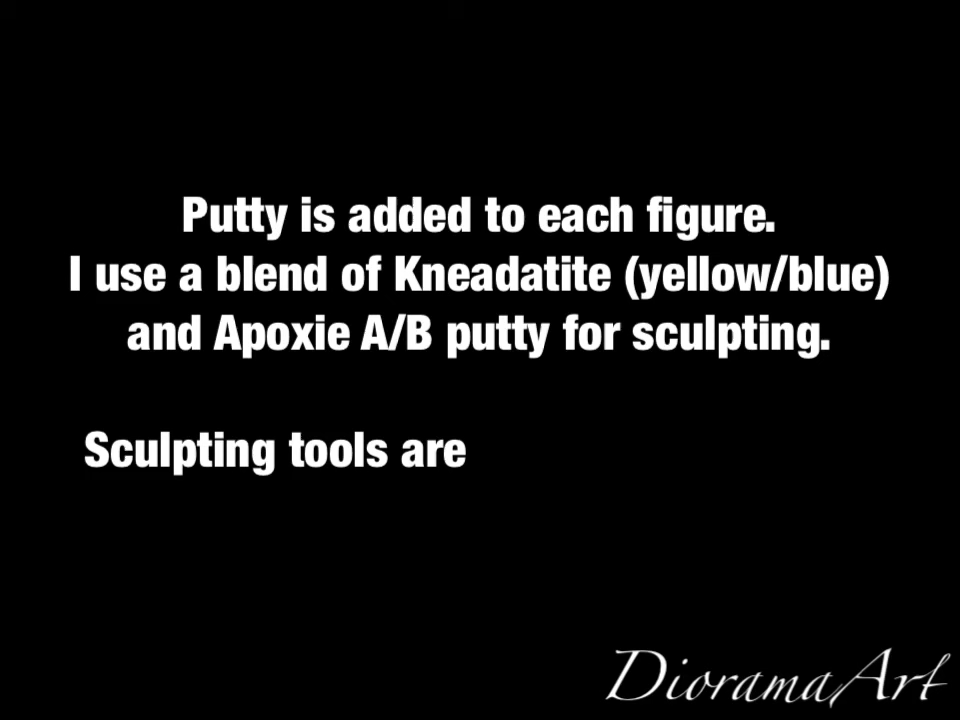 Putty is added to each figure.
I use a blend of Kneadatite (yellow/blue)
and Apoxie A/B putty for sculpting.
Sculpting tools are
DioramaArt